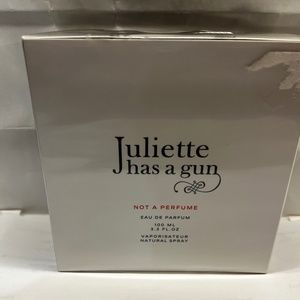 Juliette
has a gun
NOT A PERFUME
EAU DE PARFUM
100 ML
3.3 FL.OZ
VAPORISATEUR
NATURAL SPRAY